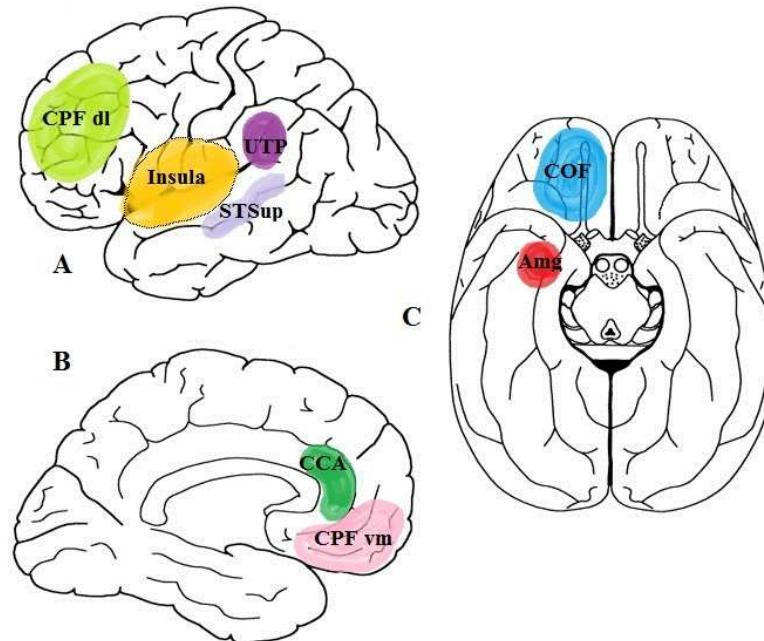 CPF dl
Insula
UTP
STSup
A
B
CCA
CPF vm
COF
Amg
C